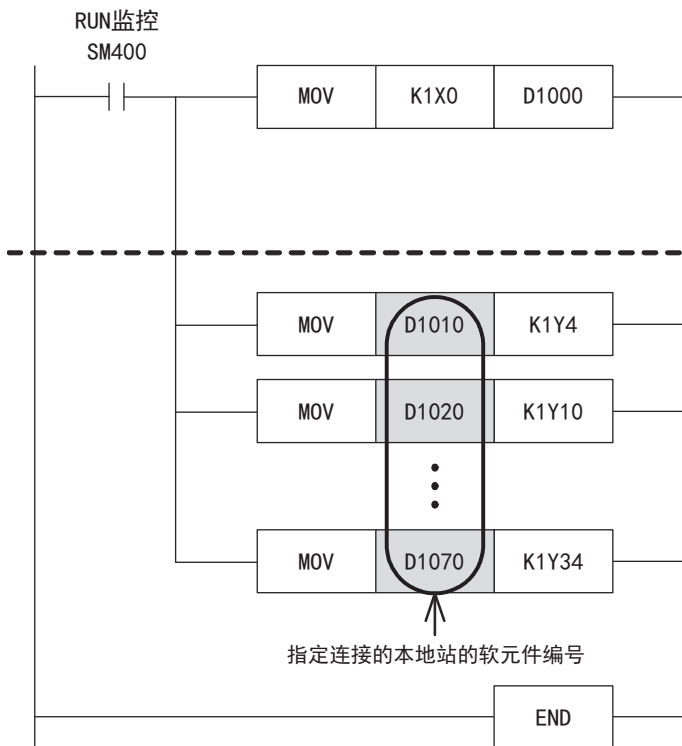 RUN监控
SM400
MOV K1X0 D1000
MOV D1010 K1Y4
MOV D1020 K1Y10
MOV D1070 K1Y34
指定连接的本地站的软元件编号
END